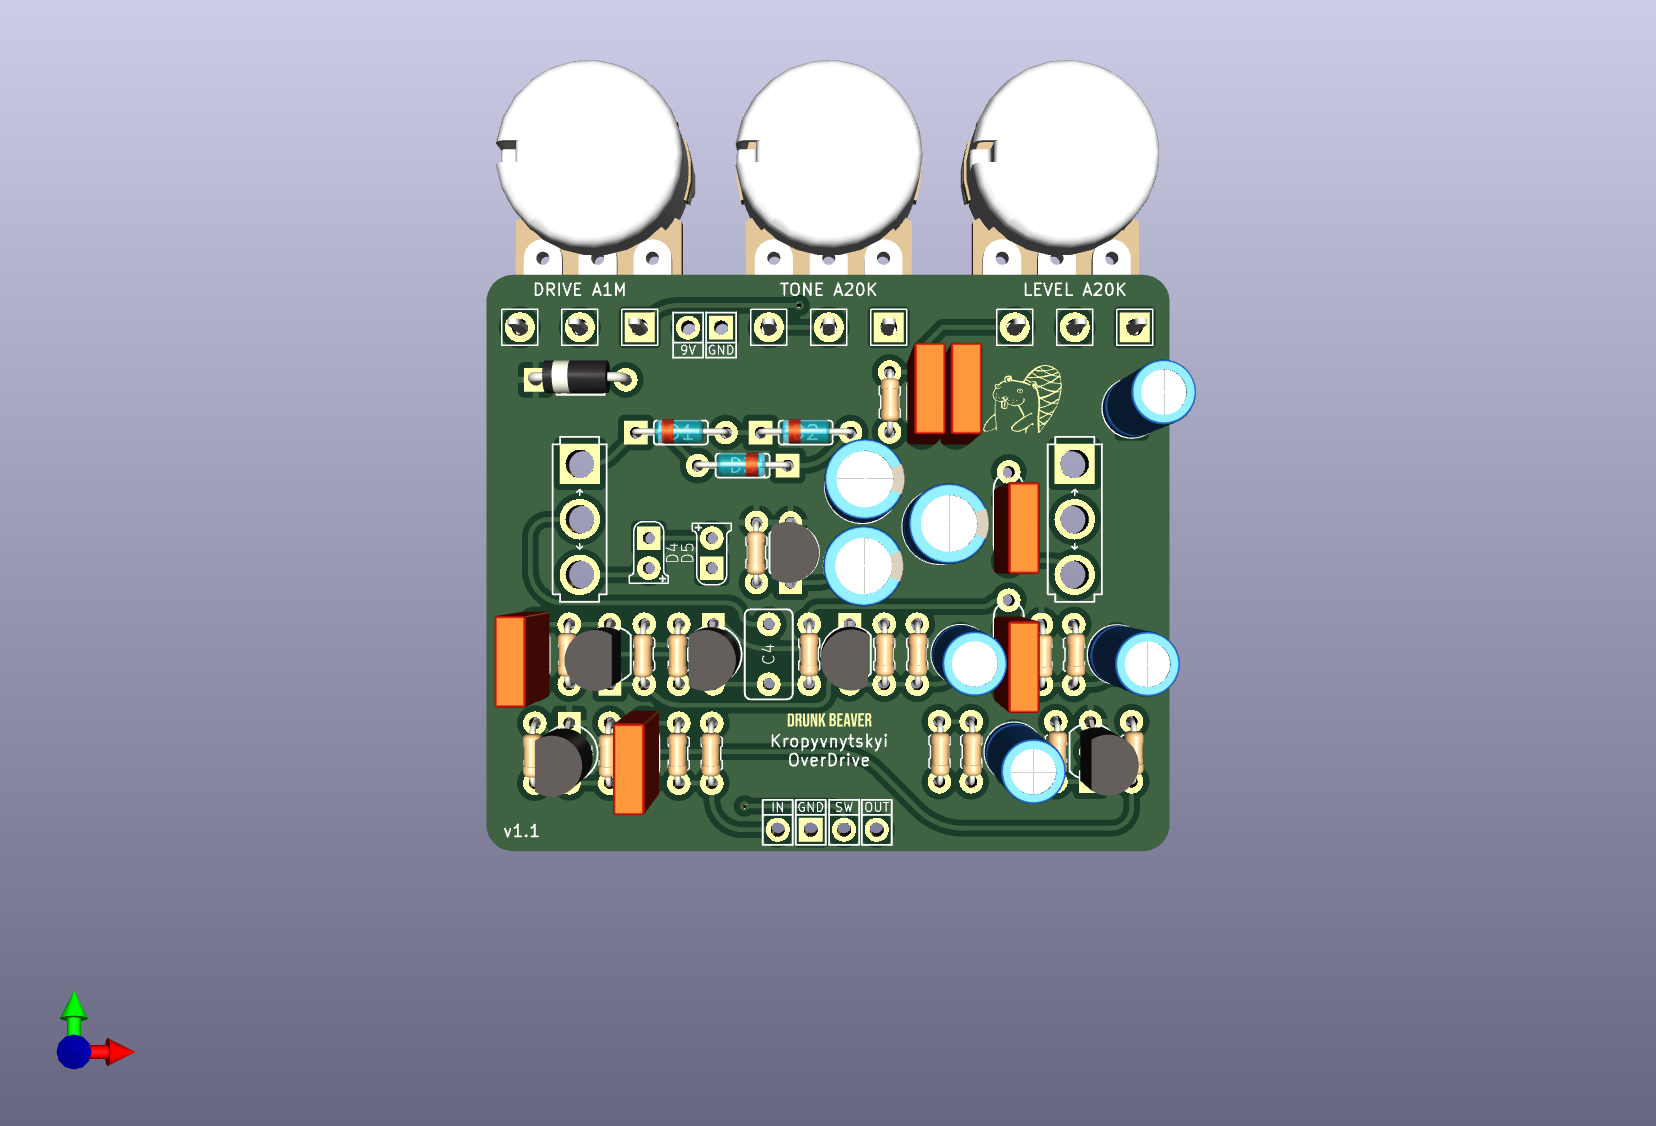 DRIVE A1M
TONE A20K
LEVEL A20K
9V
GND
D4
D5
C4
DRUNK BEAVER
Kropyvnytskyi
OverDrive
IN
GND
SW
OUT
v1.1